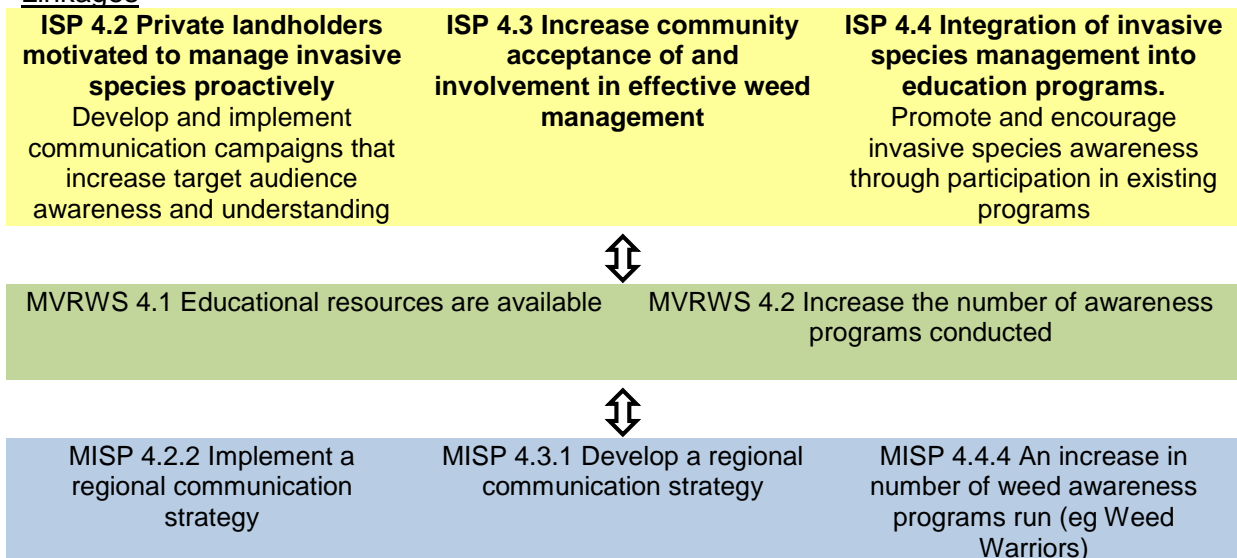 Linkages
ISP 4.2 Private landholders
motivated to manage invasive
species proactively
Develop and implement
communication campaigns that
increase target audience
awareness and understanding
ISP 4.3 Increase community
acceptance of and
involvement in effective weed
management
ISP 4.4 Integration of invasive
species management into
education programs.
Promote and encourage
invasive species awareness
through participation in existing
programs
MVRWS 4.1 Educational resources are available
MVRWS 4.2 Increase the number of awareness
programs conducted
MISP 4.2.2 Implement a
regional communication
strategy
MISP 4.3.1 Develop a regional
communication strategy
MISP 4.4.4 An increase in
number of weed awareness
programs run (eg Weed
Warriors)